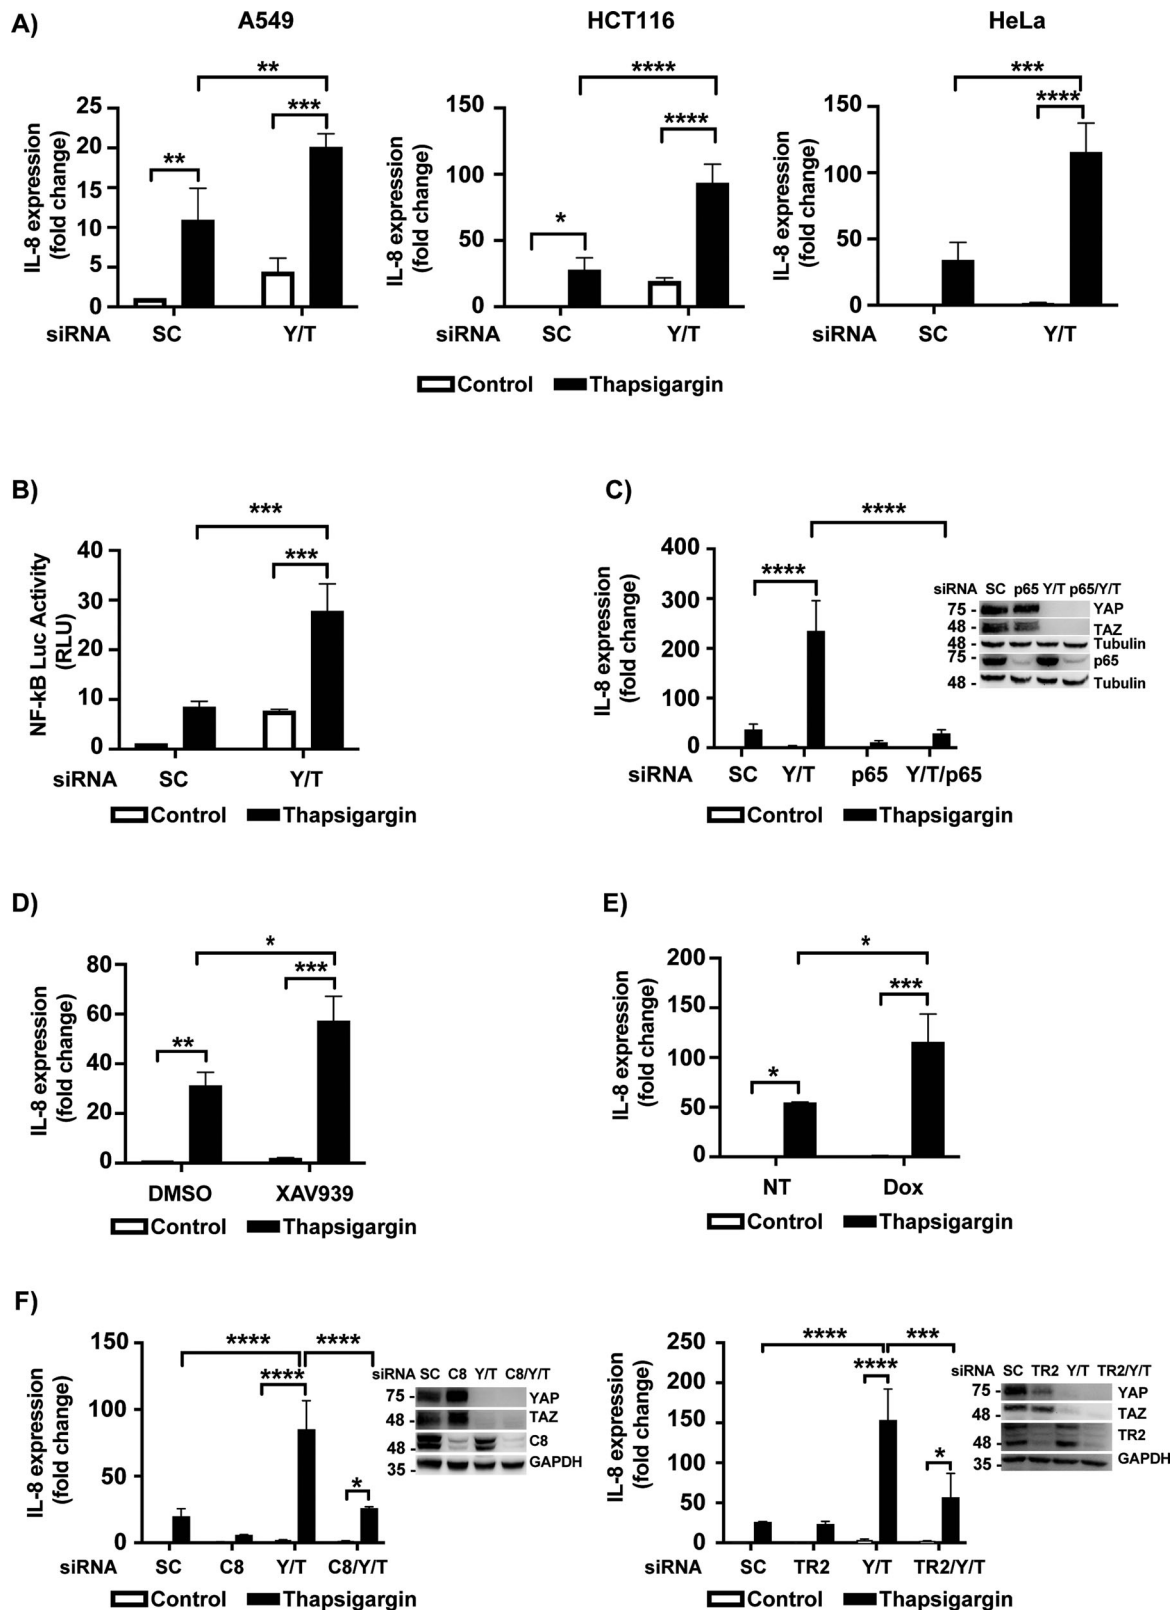 A)
A549
HCT116
HeLa
**
****
***
***
****
****
**
*
IL-8 expression
(fold change)
25
20
15
10
5
0
IL-8 expression
(fold change)
150
100
50
0
IL-8 expression
(fold change)
150
100
50
0
siRNA SC Y/T
siRNA SC Y/T
siRNA SC Y/T
Control Thapsigargin
B)
***
***
NF-kB Luc Activity
(RLU)
40
30
20
10
0
siRNA SC Y/T
Control Thapsigargin
C)
****
****
IL-8 expression
(fold change)
400
300
200
100
0
siRNA SC Y/T p65 Y/T/p65
Control Thapsigargin
siRNA SC p65 Y/T p65/Y/T
75 - YAP
48 - TAZ
48 - Tubulin
75 - p65
48 - Tubulin
D)
*
***
**
IL-8 expression
(fold change)
80
60
40
20
0
DMSO XAV939
Control Thapsigargin
E)
*
***
*
IL-8 expression
(fold change)
200
150
100
50
0
NT Dox
Control Thapsigargin
F)
**** ****
****
*
IL-8 expression
(fold change)
150
100
50
0
siRNA SC C8 Y/T C8/Y/T
Control Thapsigargin
siRNA SC C8 Y/T C8/Y/T
75 - YAP
48 - TAZ
48 - C8
35 - GAPDH
**** ***
****
*
IL-8 expression
(fold change)
250
200
150
100
50
0
siRNA SC TR2 Y/T TR2/Y/T
Control Thapsigargin
siRNA SC TR2 Y/T TR2/Y/T
75 - YAP
48 - TAZ
48 - TR2
35 - GAPDH